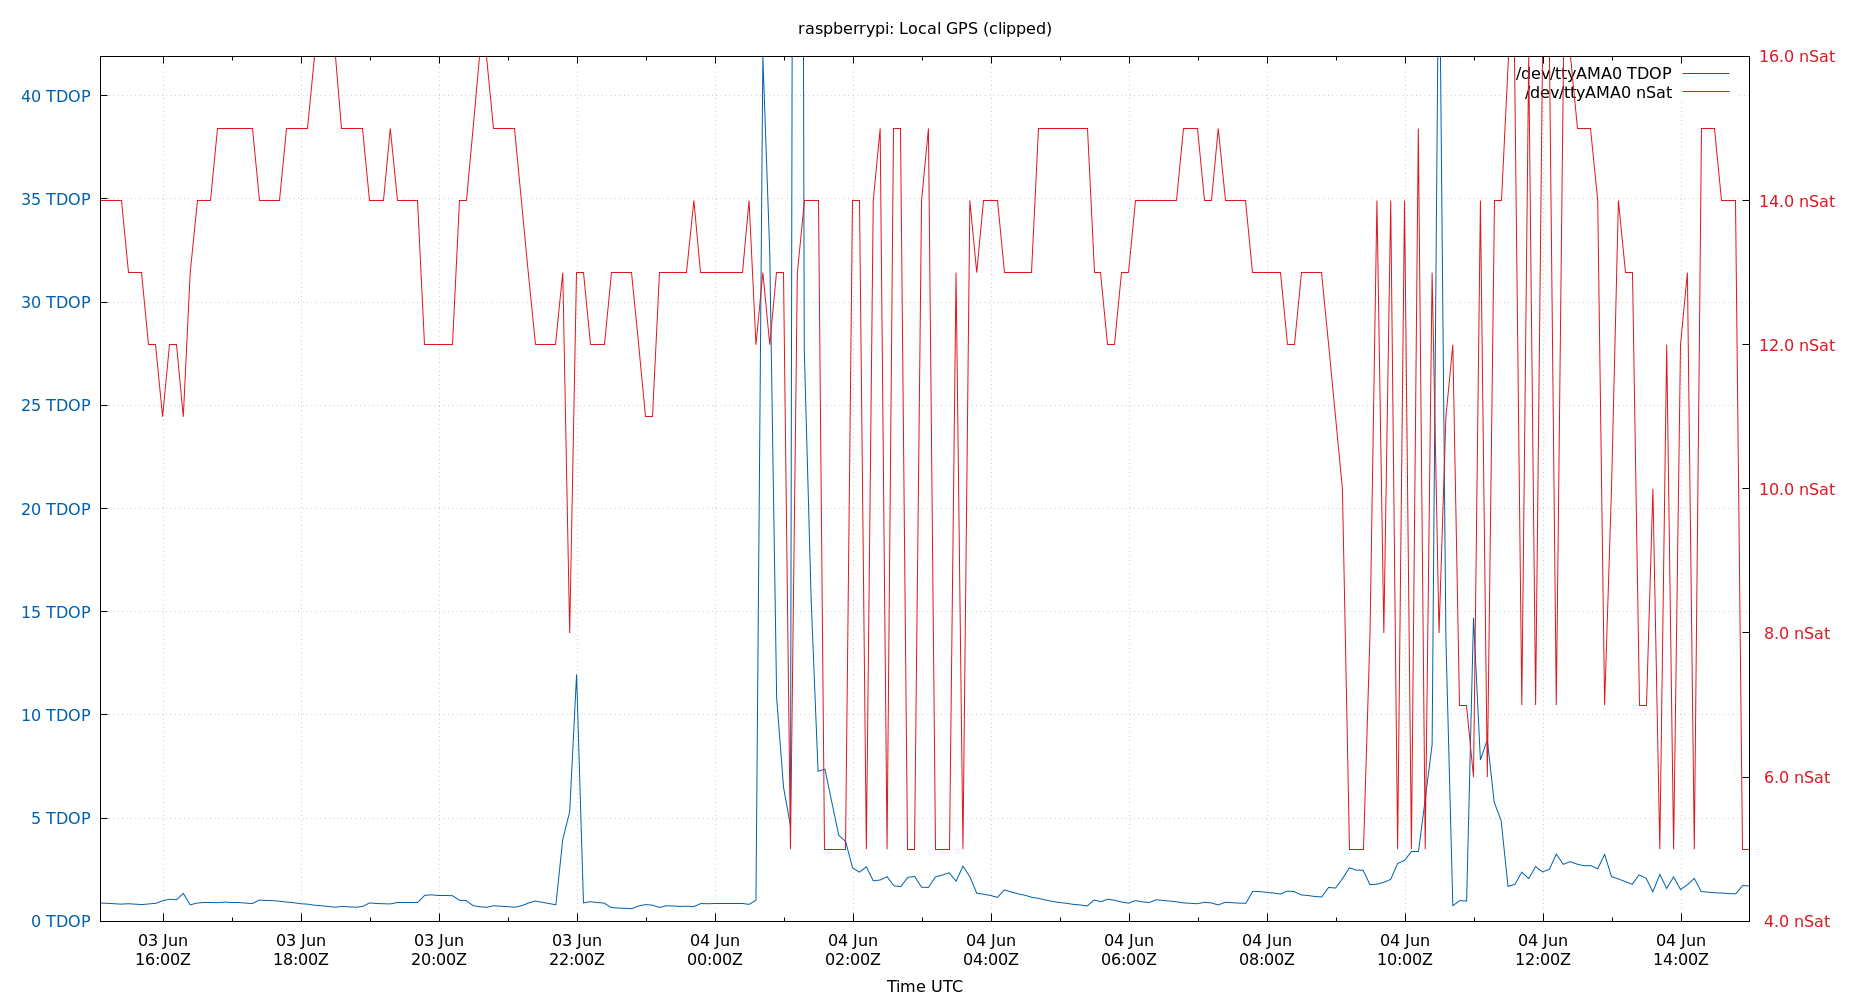 raspberrypi: Local GPS (clipped)
16.0 nSat
/dev/ttyAMA0 TDOP
/dev/ttyAMA0 nSat
40 TDOP
35 TDOP
14.0 nSat
30 TDOP
12.0 nSat
25 TDOP
10.0 nSat
20 TDOP
15 TDOP
8.0 nSat
10 TDOP
6.0 nSat
5 TDOP
0 TDOP
4.0 nSat
03 Jun 03 Jun 03 Jun 03 Jun 04 Jun 04 Jun 04 Jun 04 Jun 04 Jun 04 Jun 04 Jun 04 Jun
16:00Z 18:00Z 20:00Z 22:00Z 00:00Z 02:00Z 04:00Z 06:00Z 08:00Z 10:00Z 12:00Z 14:00Z
Time UTC